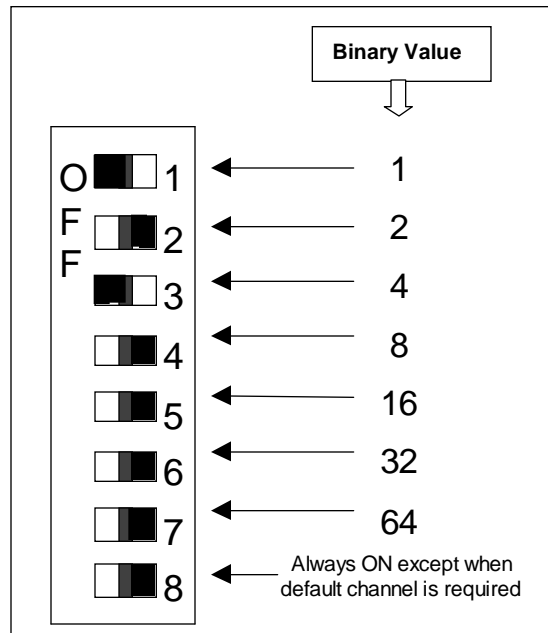 Binary Value
O
F
F
1
1
2
2
3
4
4
8
5
16
6
32
7
64
8
Always ON except when
default channel is required